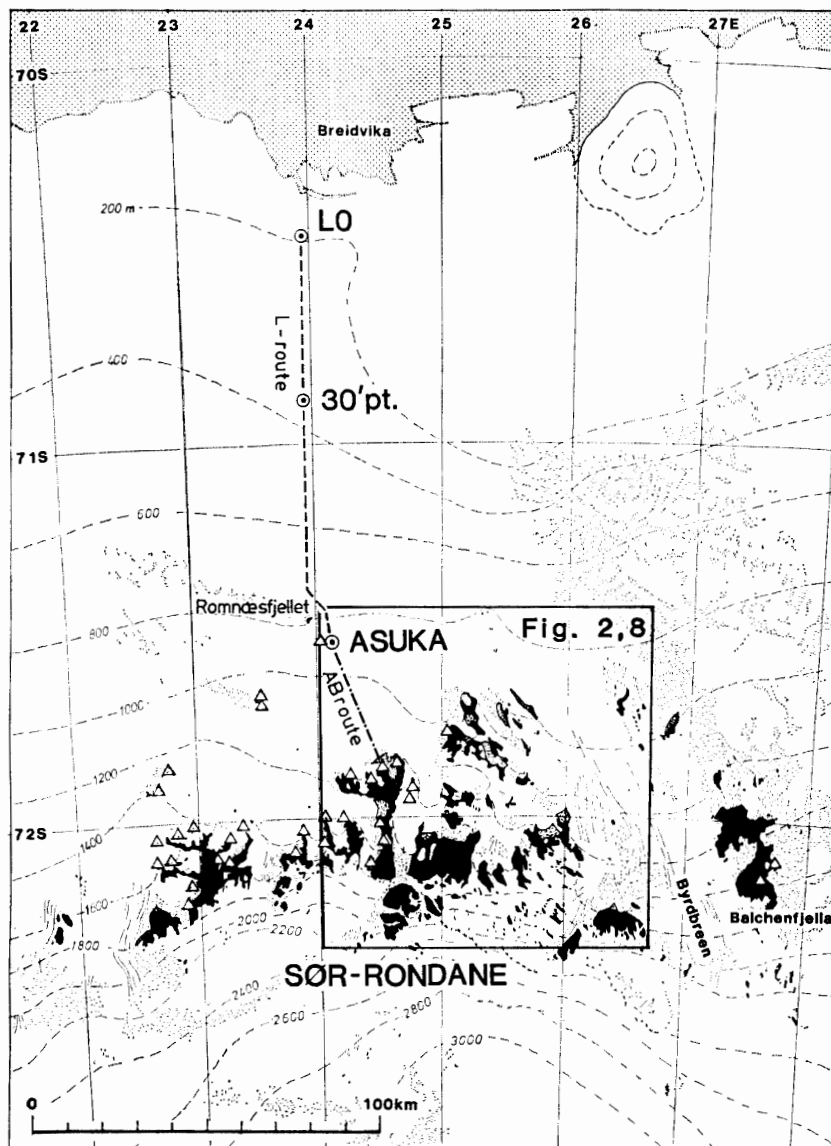 22 23 24 25 26 27E
70S
Breidvika
200 m
L0
L-route
400
30'pt.
71S
600
Romnæsfjellet
800
Fig. 2,8
ASUKA
ABroute
1000
1200
72S
1400
1600
1800
2000
2200
Byrdbreen
Balchenfjella
SØR-RONDANE
2400
2600
2800
3000
0 100km